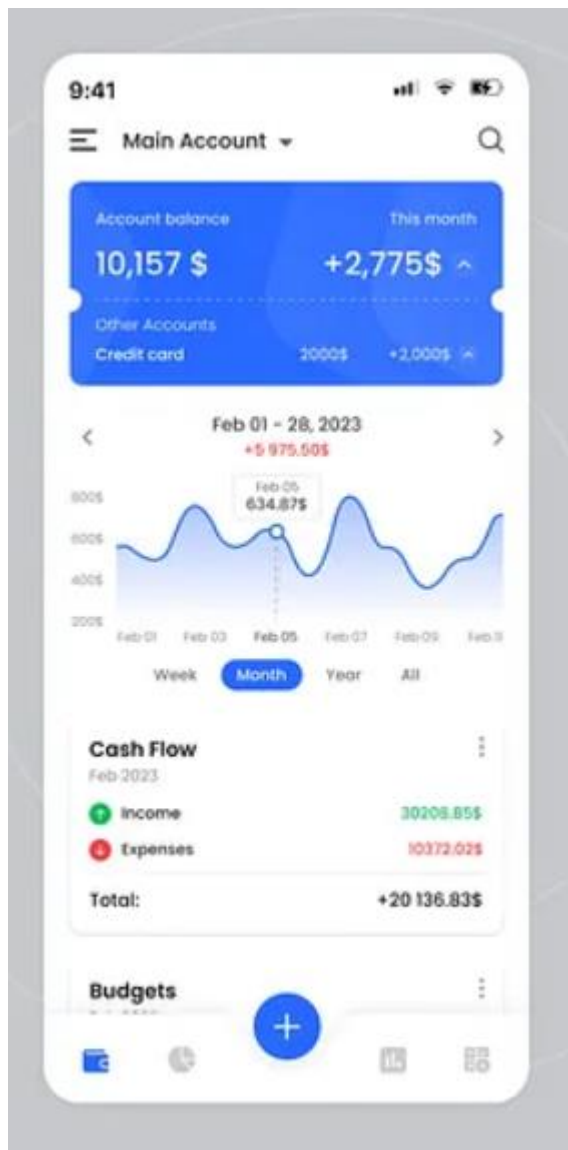 9:41
Main Account
Account balance This month
10,157 $ +2,775$
Other Accounts
Credit card 2000$ +2,000$
Feb 01 - 28, 2023
+5 975.50$
Feb 05
634.87$
800$
600$
400$
200$
Feb 01 Feb 03 Feb 05 Feb 07 Feb 09 Feb 11
Week Month Year All
Cash Flow
Feb 2023
Income 30208.85$
Expenses 10372.02$
Total: +20 136.83$
Budgets